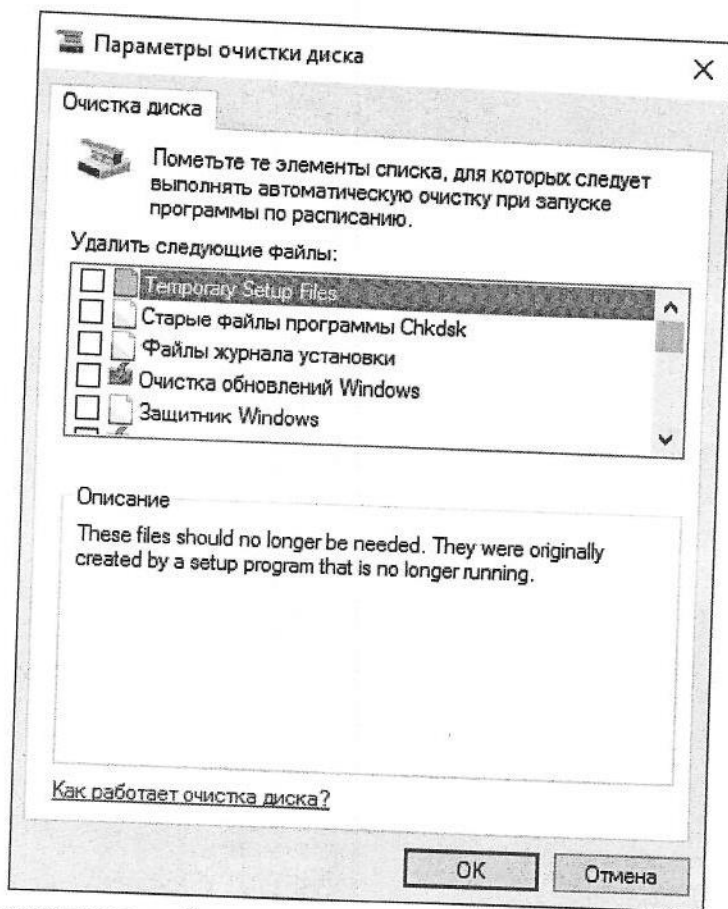 Параметры очистки диска
Очистка диска
Пометьте те элементы списка, для которых следует
выполнять автоматическую очистку при запуске
программы по расписанию.
Удалить следующие файлы:
Temporary Setup Files
Старые файлы программы Chkdsk
Файлы журнала установки
Очистка обновлений Windows
Защитник Windows
Описание
These files should no longer be needed. They were originally
created by a setup program that is no longer running.
Как работает очистка диска?
OK
Отмена